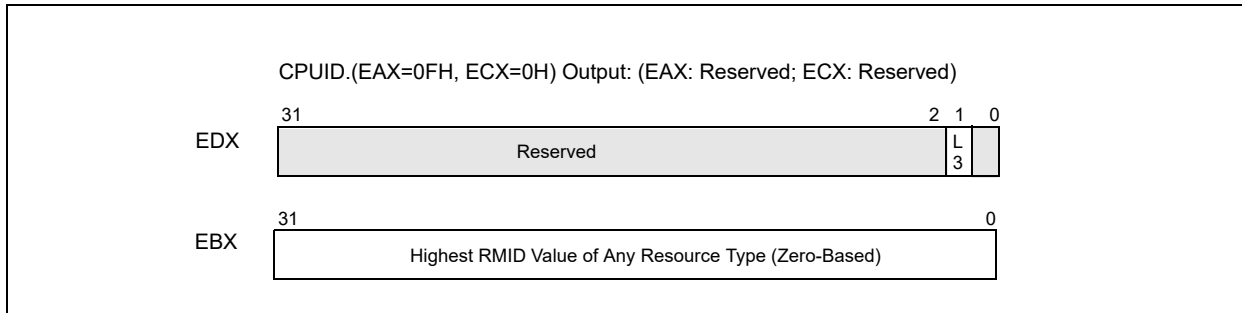 CPUID.(EAX=0FH, ECX=0H) Output: (EAX: Reserved; ECX: Reserved)
31 2 1 0
EDX Reserved L
3
31 0
EBX Highest RMID Value of Any Resource Type (Zero-Based)